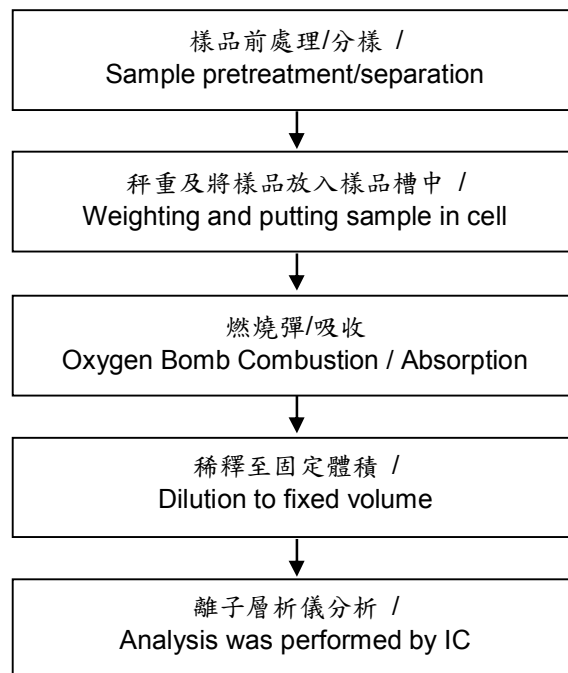 樣品前處理/分樣 /
Sample pretreatment/separation
秤重及將樣品放入樣品槽中 /
Weighting and putting sample in cell
燃燒彈/吸收
Oxygen Bomb Combustion / Absorption
稀釋至固定體積 /
Dilution to fixed volume
離子層析儀分析 /
Analysis was performed by IC